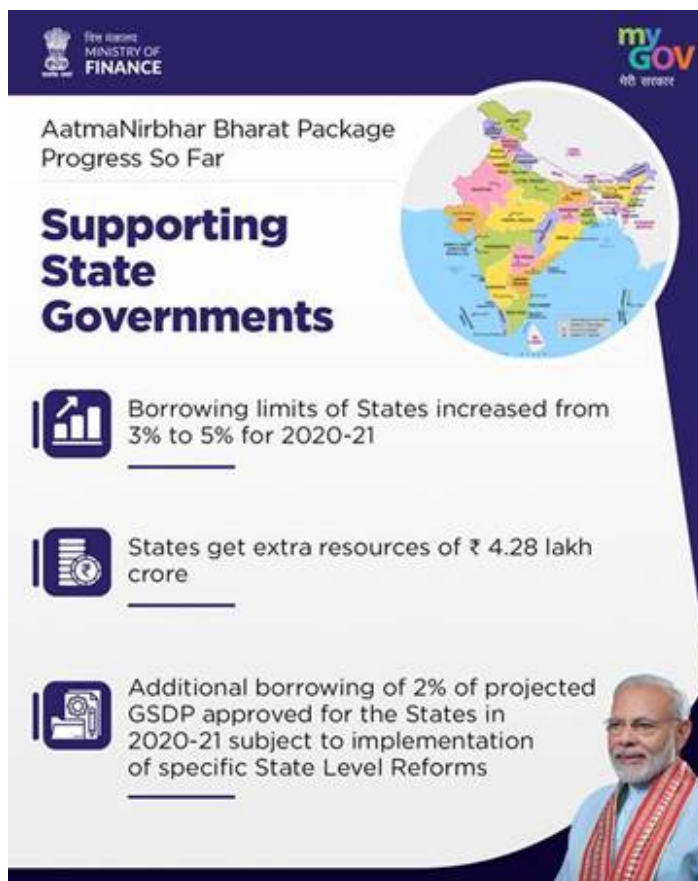 वित्त मंत्रालय
MINISTRY OF
FINANCE
my
GOV
मेरी सरकार
AatmaNirbhar Bharat Package
Progress So Far
Supporting
State
Governments
Borrowing limits of States increased from
3% to 5% for 2020-21
States get extra resources of ₹ 4.28 lakh
crore
Additional borrowing of 2% of projected
GSDP approved for the States in
2020-21 subject to implementation
of specific State Level Reforms